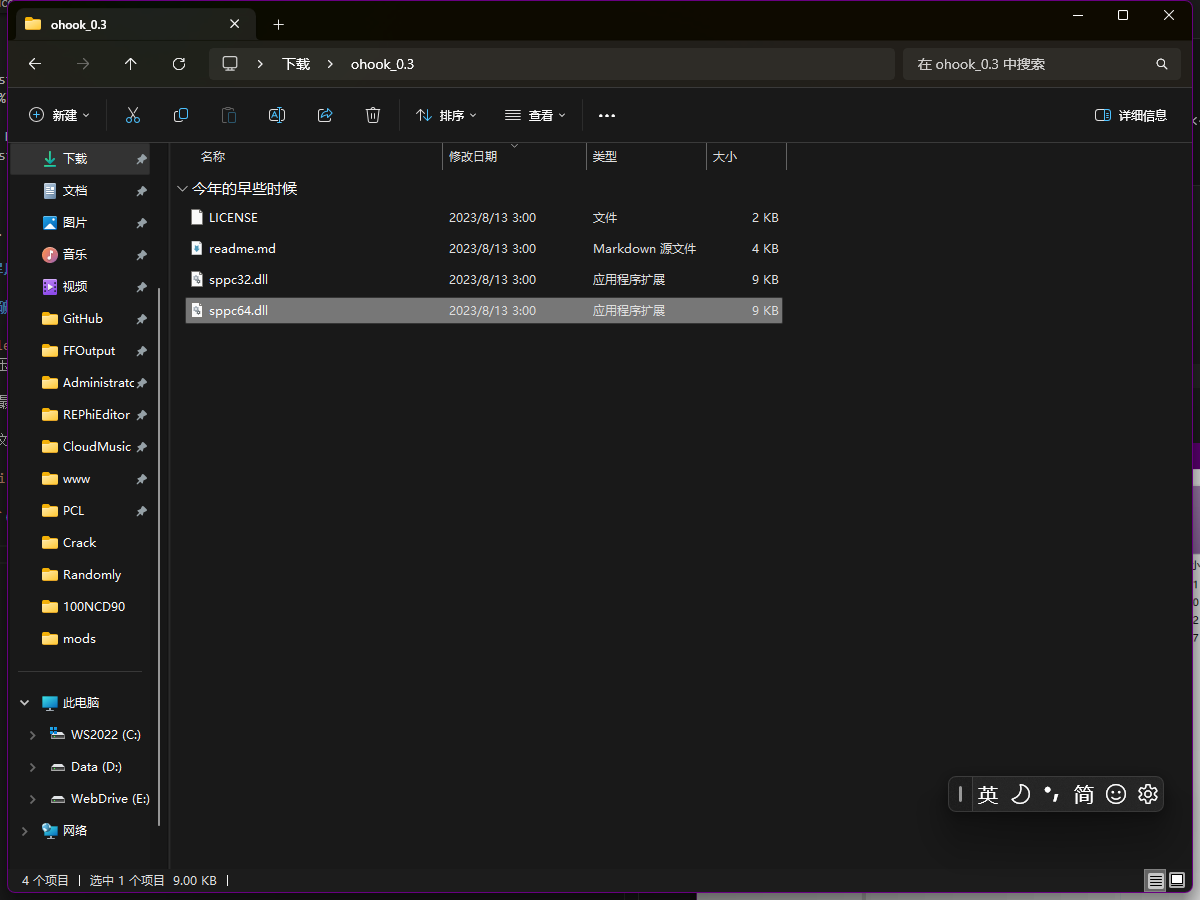 ohook_0.3
下载 ohook_0.3
在 ohook_0.3 中搜索
新建 排序 查看 详细信息
下载
文档
图片
音乐
视频
GitHub
FFOutput
Administrato
REPhiEditor
CloudMusic
www
PCL
Crack
Randomly
100NCD90
mods
此电脑
WS2022 (C:)
Data (D:)
WebDrive (E:)
网络
名称 修改日期 类型 大小
今年的早些时候
LICENSE 2023/8/13 3:00 文件 2 KB
readme.md 2023/8/13 3:00 Markdown 源文件 4 KB
sppc32.dll 2023/8/13 3:00 应用程序扩展 9 KB
sppc64.dll 2023/8/13 3:00 应用程序扩展 9 KB
英 简
4 个项目 选中 1 个项目 9.00 KB